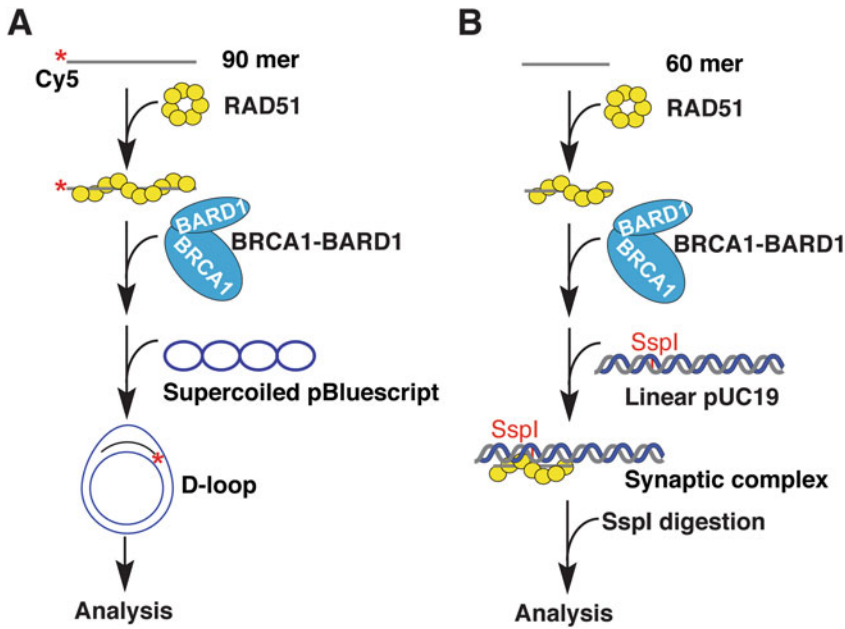 A
* 90 mer
Cy5
RAD51
*
BARD1
BRCA1
BRCA1-BARD1
Supercoiled pBluescript
*
D-loop
Analysis
B
60 mer
RAD51
BARD1
BRCA1
BRCA1-BARD1
SspI
Linear pUC19
SspI
Synaptic complex
SspI digestion
Analysis